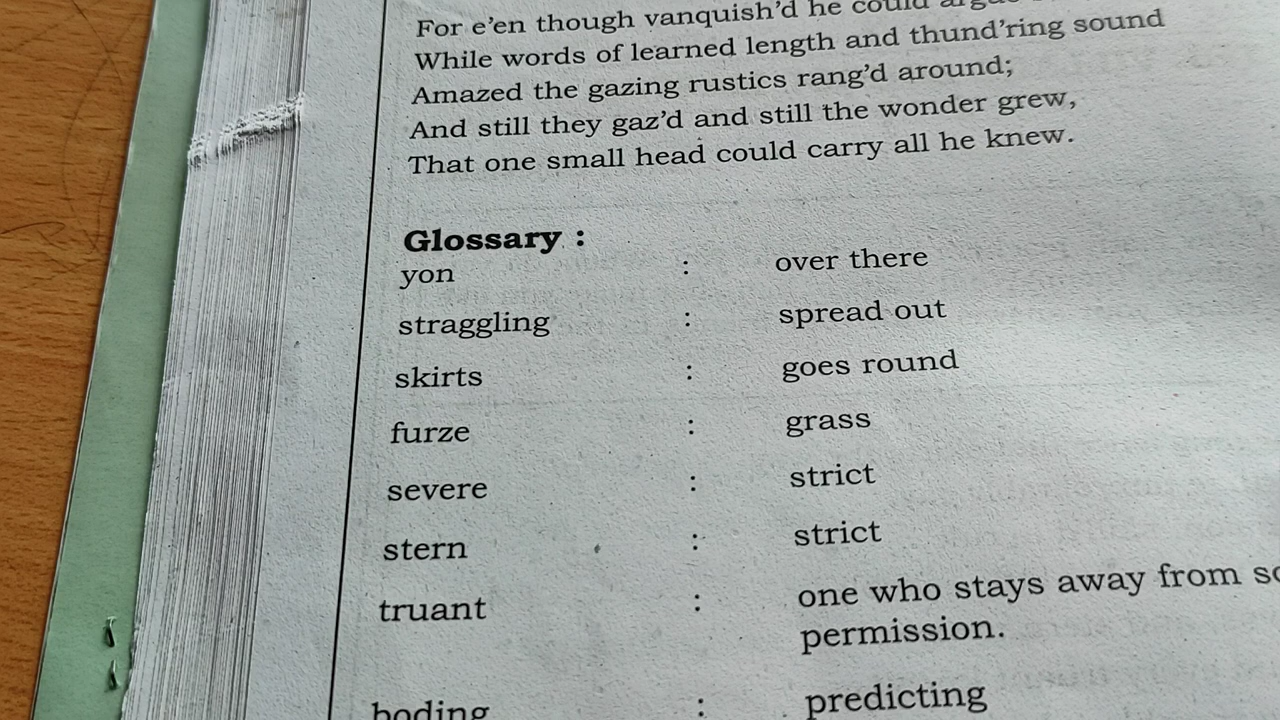 For e'en though vanquish'd he could
While words of learned length and thund'ring sound
Amazed the gazing rustics rang'd around;
And still they gaz'd and still the wonder grew,
That one small head could carry all he knew.
Glossary :
yon : over there
straggling : spread out
skirts : goes round
furze : grass
severe : strict
stern : strict
truant : one who stays away from
permission.
boding : predicting